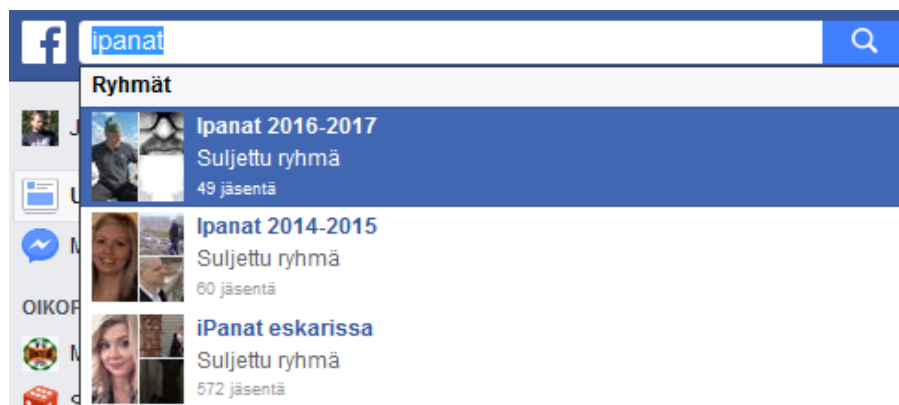 ipanat
Ryhmät
Ipanat 2016-2017
Suljettu ryhmä
49 jäsentä
Ipanat 2014-2015
Suljettu ryhmä
60 jäsentä
OIKOP
iPanat eskarissa
Suljettu ryhmä
572 jäsentä